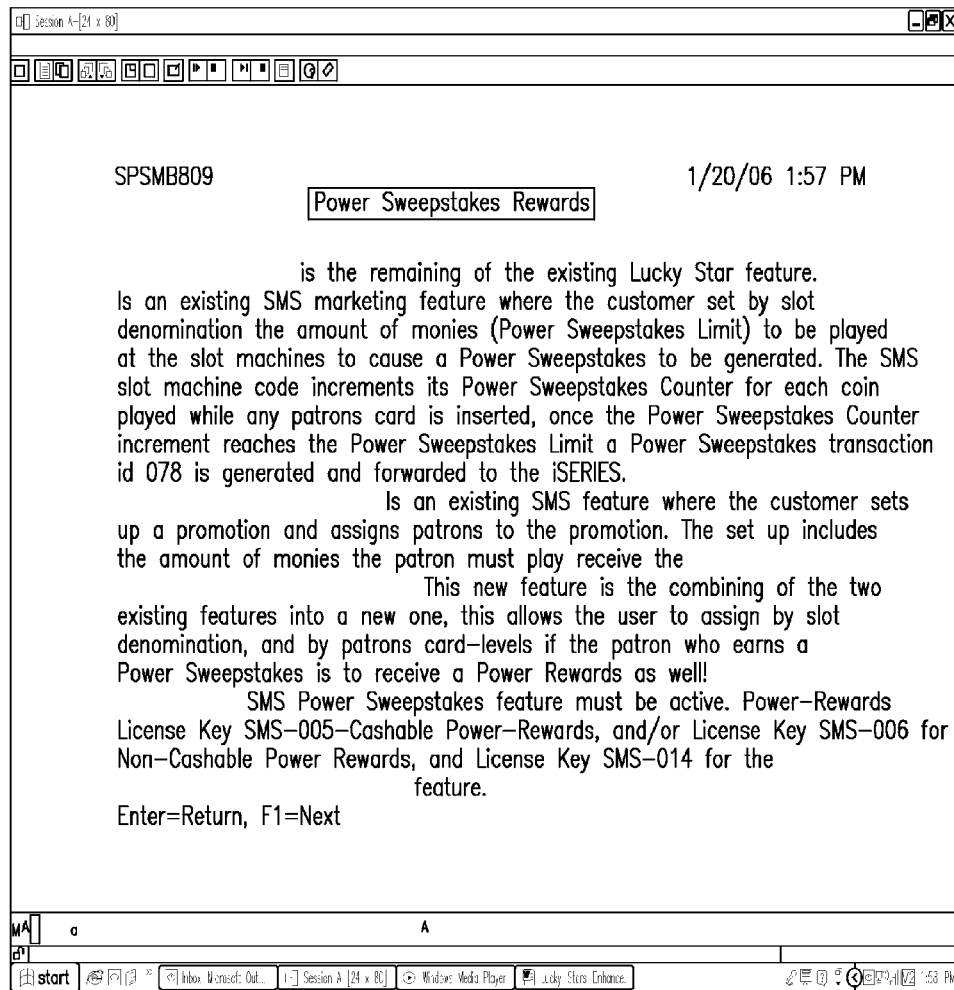 Session A-[24 x 80]
SPSMB809 1/20/06 1:57 PM
Power Sweepstakes Rewards
is the remaining of the existing Lucky Star feature.
Is an existing SMS marketing feature where the customer set by slot
denomination the amount of monies (Power Sweepstakes Limit) to be played
at the slot machines to cause a Power Sweepstakes to be generated. The SMS
slot machine code increments its Power Sweepstakes Counter for each coin
played while any patrons card is inserted, once the Power Sweepstakes Counter
increment reaches the Power Sweepstakes Limit a Power Sweepstakes transaction
id 078 is generated and forwarded to the iSERIES.
Is an existing SMS feature where the customer sets
up a promotion and assigns patrons to the promotion. The set up includes
the amount of monies the patron must play receive the
This new feature is the combining of the two
existing features into a new one, this allows the user to assign by slot
denomination, and by patrons card-levels if the patron who earns a
Power Sweepstakes is to receive a Power Rewards as well!
SMS Power Sweepstakes feature must be active. Power-Rewards
License Key SMS-005-Cashable Power-Rewards, and/or License Key SMS-006 for
Non-Cashable Power Rewards, and License Key SMS-014 for the
feature.
Enter=Return, F1=Next
MA a A
start Inbox Microsoft Out... Session A [24 x 80] Windows Media Player Lucky Stars Enhance. 1:58 PM